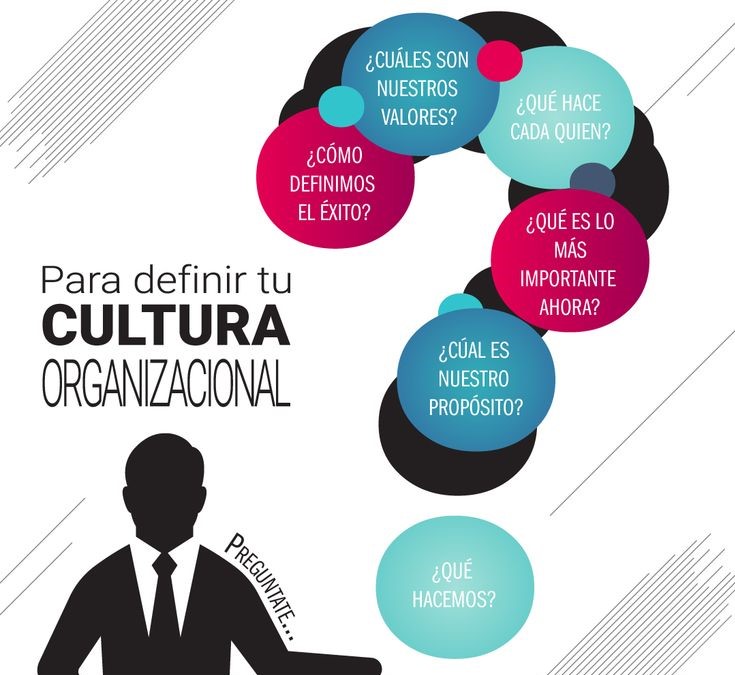 Para definir tu
CULTURA
ORGANIZACIONAL
PREGUNTATE...
¿CÓMO
DEFINIMOS
EL ÉXITO?
¿CUÁLES SON
NUESTROS
VALORES?
¿QUÉ HACE
CADA QUIEN?
¿QUÉ ES LO
MÁS
IMPORTANTE
AHORA?
¿CÚAL ES
NUESTRO
PROPÓSITO?
¿QUÉ
HACEMOS?